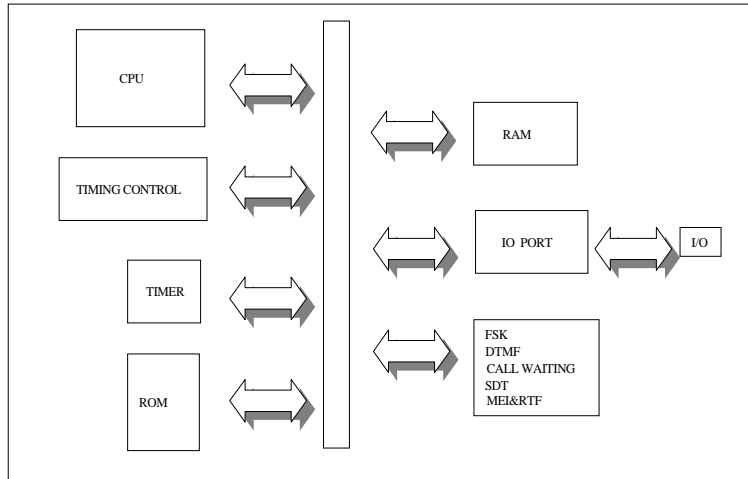 CPU
TIMING CONTROL
TIMER
ROM
RAM
IO PORT
I/O
FSK
DTMF
CALL WAITING
SDT
MEI&RTF